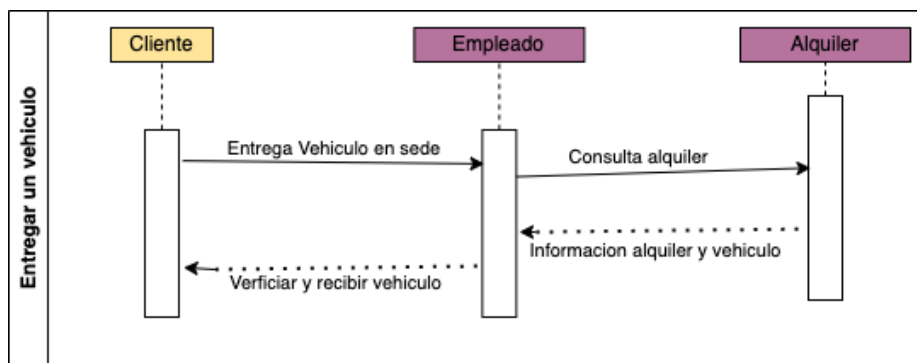 Entregar un vehiculo
Cliente
Empleado
Alquiler
Entrega Vehiculo en sede
Consulta alquiler
Informacion alquiler y vehiculo
Verficiar y recibir vehiculo